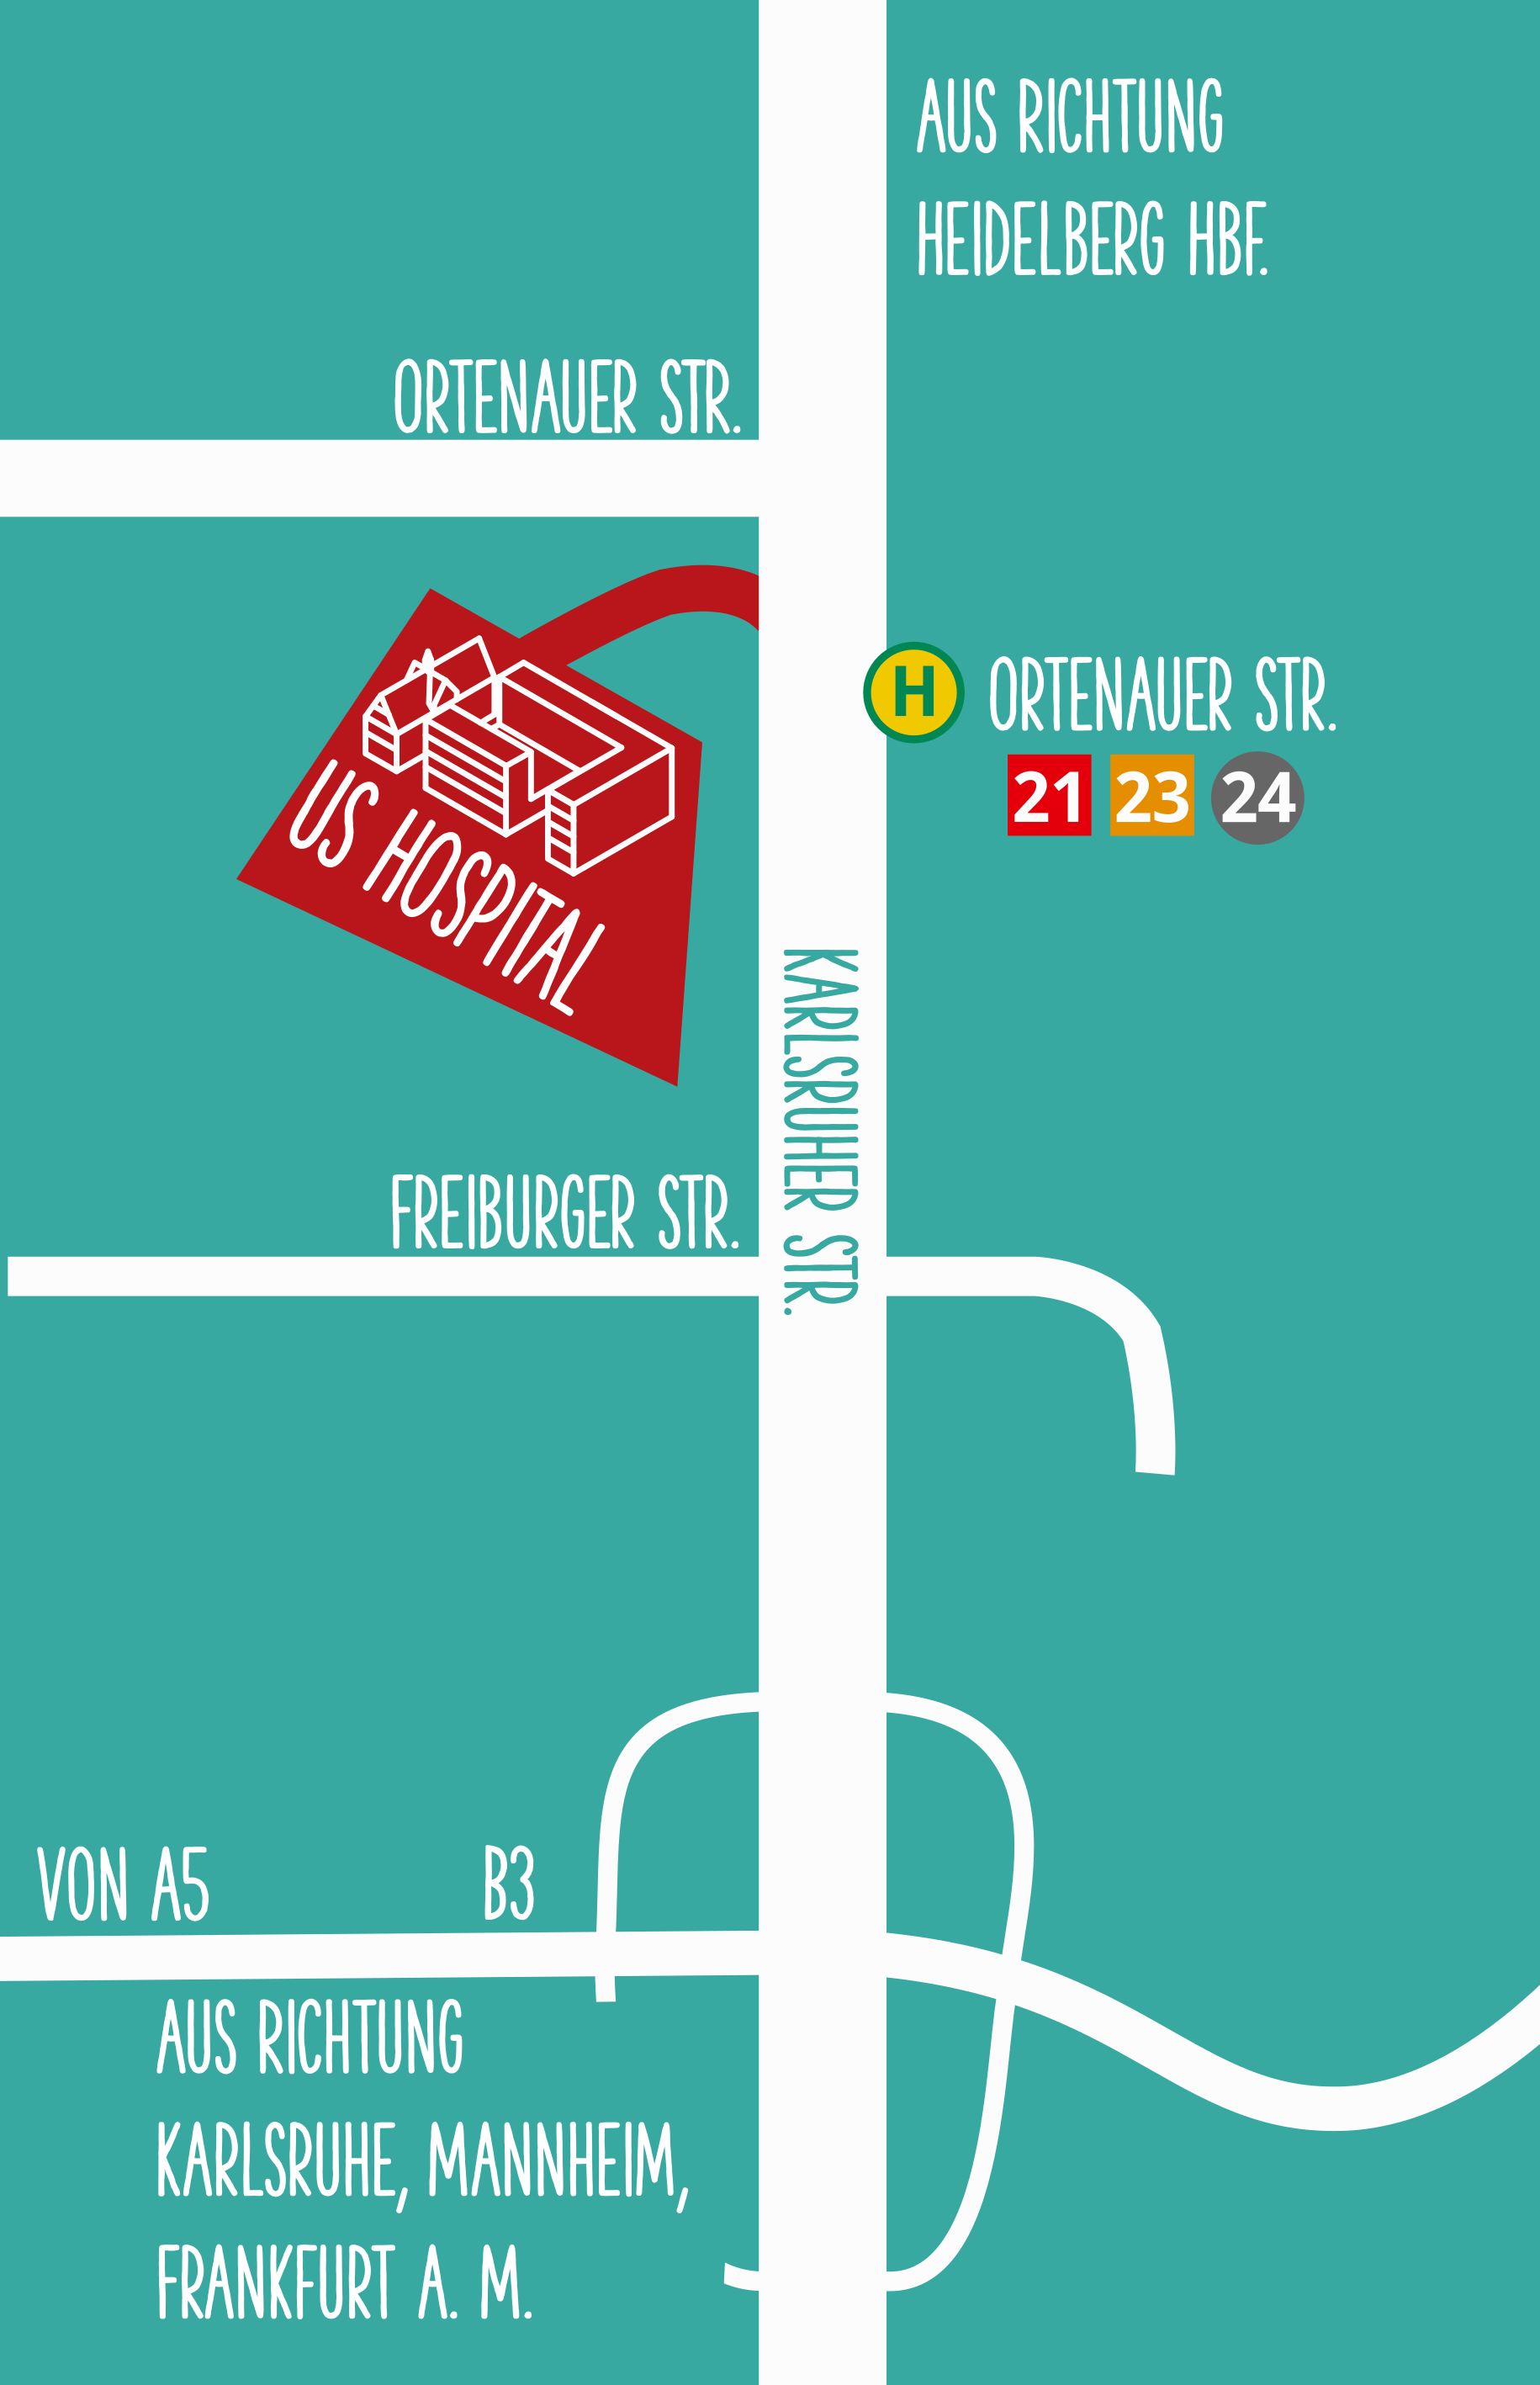 AUS RICHTUNG
HEIDELBERG HBF.
ORTENAUER STR.
H ORTENAUER STR.
21 23 24
US HOSPITAL
KARLSRUHER STR.
FREIBURGER STR.
VON A5 B3
AUS RICHTUNG
KARLSRUHE, MANNHEIM,
FRANKFURT A. M.